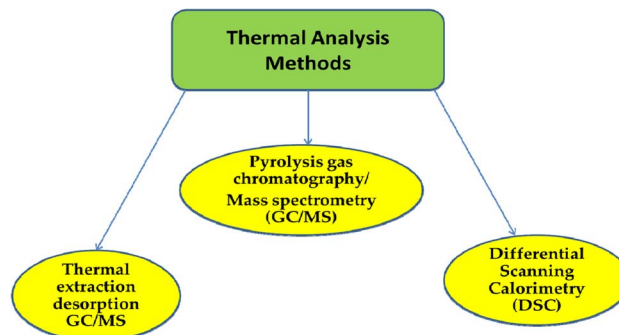 Thermal Analysis
Methods
Pyrolysis gas
chromatography/
Mass spectrometry
(GC/MS)
Thermal
extraction
desorption
GC/MS
Differential
Scanning
Calorimetry
(DSC)